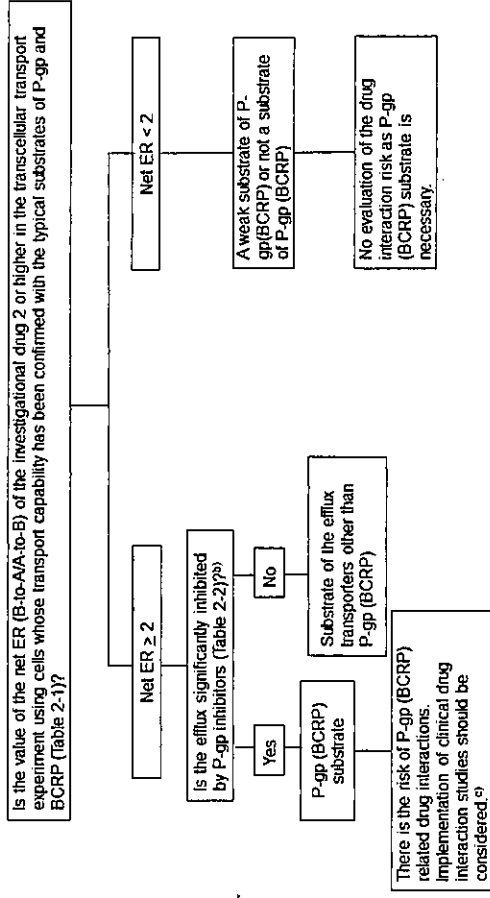 Is the value of the net ER (B-to-A/A-to-B) of the investigational drug 2 or higher in the transcellular transport
experiment using cells whose transport capability has been confirmed with the typical substrates of P-gp and
BCRP (Table 2-1)?
Net ER ≥ 2
Net ER < 2
Is the efflux significantly inhibited
by P-gp inhibitors (Table 2-2)?b)
A weak substrate of P-
gp(BCRP) or not a substrate
of P-gp (BCRP)
Yes
No
P-gp (BCRP)
substrate
Substrate of the efflux
transporters other than
P-gp (BCRP)
No evaluation of the drug
interaction risk as P-gp
(BCRP) substrate is
necessary.
There is the risk of P-gp (BCRP)
related drug interactions.
Implementation of clinical drug
interaction studies should be
considered.c)